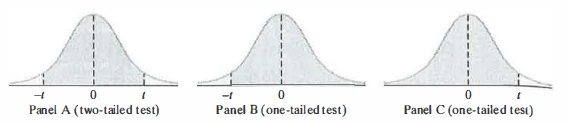 -t 0 t
Panel A (two-tailed test)
-t 0
Panel B (one-tailed test)
0 t
Panel C (one-tailed test)